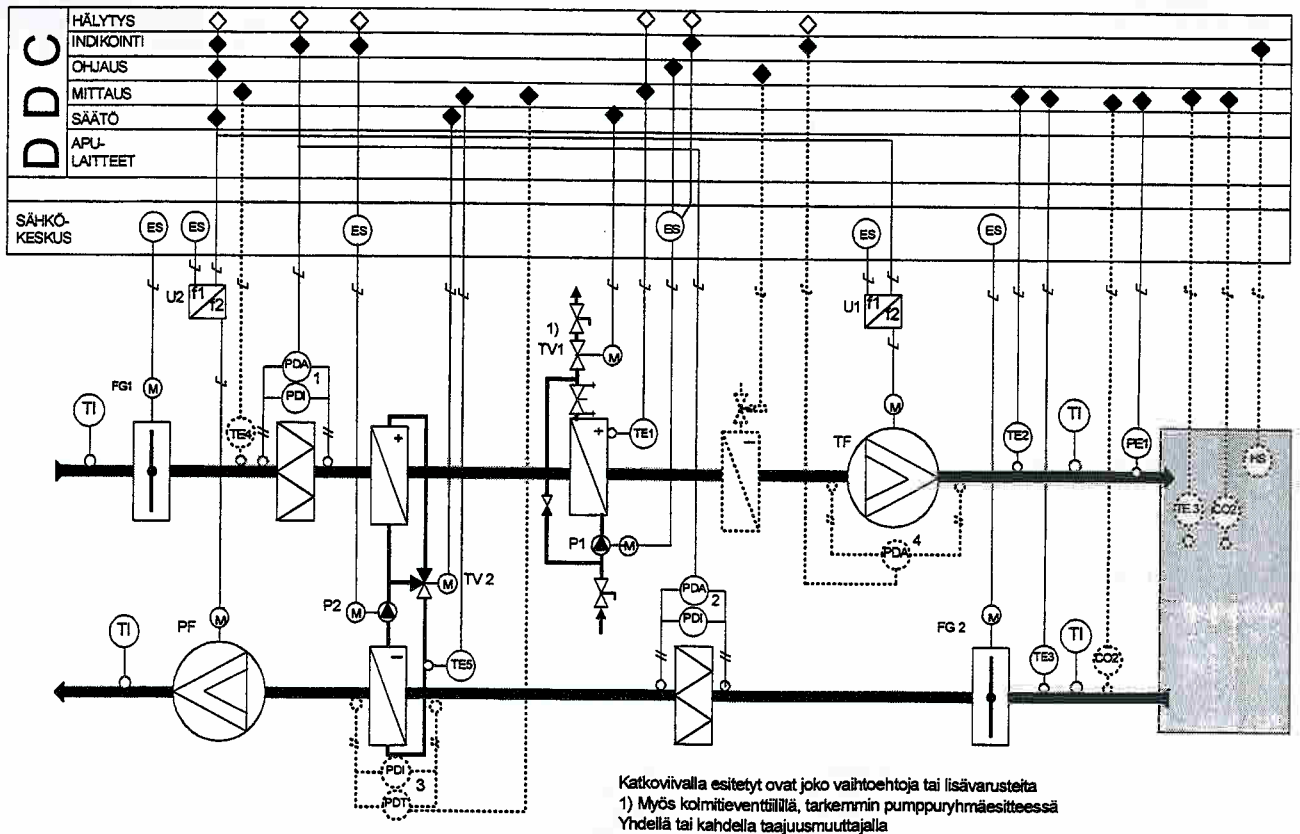 DDC
HÄLYTYS
INDIKOINTI
OHJAUS
MITTAUS
SÄÄTÖ
APU-
LAITTEET
SÄHKÖ-
KESKUS
ES
ES
ES
ES
ES
ES
U2
f1
f2
U1
f1
f2
1)
TV1
M
FG1
M
PDA
1
PDI
TI
TE4
+
+
TE1
-
M
TF
TE2
TI
PE1
HS
TE3
CO2
P1
M
PDA
4
M
TV 2
P2
M
PDA
2
PDI
M
FG 2
TI
PF
M
-
TE5
TE3
TI
CO2
PDI
3
PDT
Katkoviivalla esitetyt ovat joko vaihtoehtoja tai lisävarusteita
1) Myös kolmitieventtiilillä, tarkemmin pumppuryhmäesitteessä
Yhdellä tai kahdella taajuusmuuttajalla